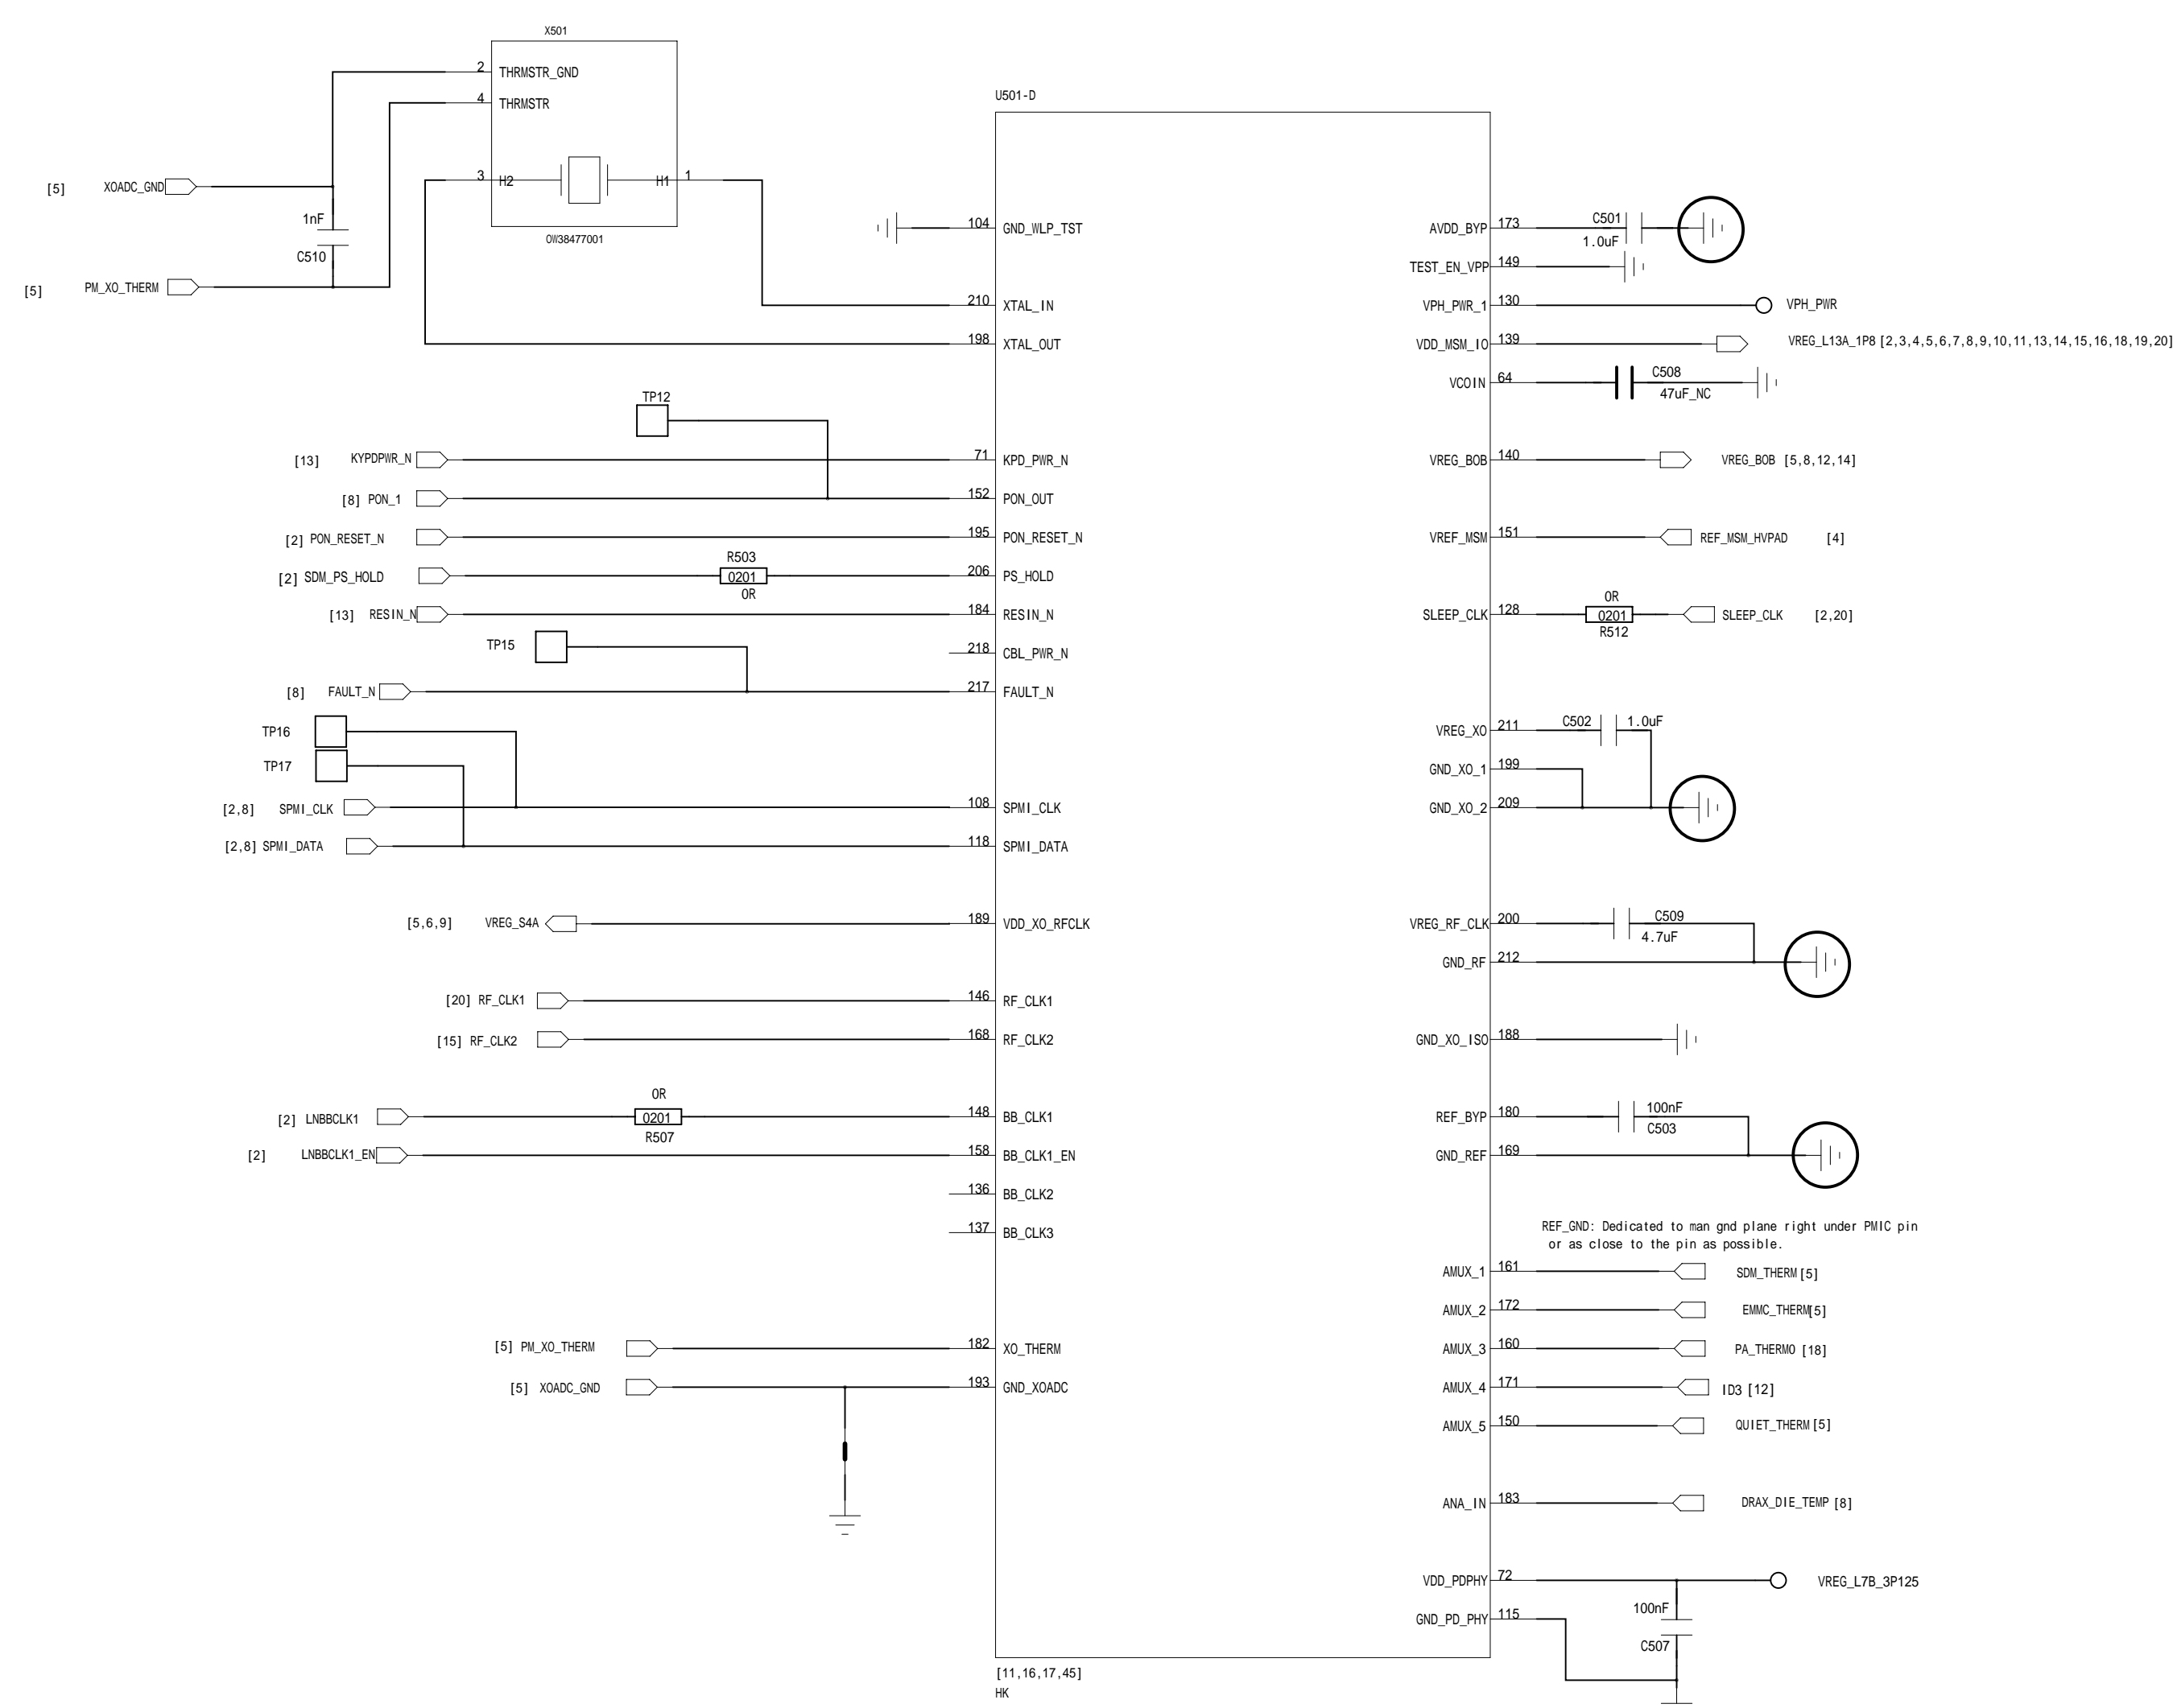 X501
2 THRMSTR_GND
4 THRMSTR
3 H2 H1 1
OW38477001
[5] XOADC_GND
1nF
C510
[5] PM_XO_THERM
U501-D
104 GND_WLP_TST
210 XTAL_IN
198 XTAL_OUT
TP12
[13] KYPDPWR_N 71 KPD_PWR_N
[8] PON_1 152 PON_OUT
[2] PON_RESET_N 195 PON_RESET_N
R503
[2] SDM_PS_HOLD 0201 206 PS_HOLD
0R
[13] RESIN_N 184 RESIN_N
TP15
218 CBL_PWR_N
[8] FAULT_N 217 FAULT_N
TP16
TP17
[2,8] SPMI_CLK 108 SPMI_CLK
[2,8] SPMI_DATA 118 SPMI_DATA
[5,6,9] VREG_S4A 189 VDD_XO_RFCLK
[20] RF_CLK1 146 RF_CLK1
[15] RF_CLK2 168 RF_CLK2
0R
[2] LNBBCLK1 0201 148 BB_CLK1
R507
[2] LNBBCLK1_EN 158 BB_CLK1_EN
136 BB_CLK2
137 BB_CLK3
[5] PM_XO_THERM 182 XO_THERM
[5] XOADC_GND 193 GND_XOADC
AVDD_BYP 173 C501
1.0uF
TEST_EN_VPP 149
VPH_PWR_1 130 VPH_PWR
VDD_MSM_IO 139 VREG_L13A_1P8 [2,3,4,5,6,7,8,9,10,11,13,14,15,16,18,19,20]
VCOIN 64 C508
47uF_NC
VREG_BOB 140 VREG_BOB [5,8,12,14]
VREF_MSM 151 REF_MSM_HVPAD [4]
0R
SLEEP_CLK 128 0201 SLEEP_CLK [2,20]
R512
VREG_XO 211 C502 1.0uF
GND_XO_1 199
GND_XO_2 209
VREG_RF_CLK 200 C509
4.7uF
GND_RF 212
GND_XO_ISO 188
REF_BYP 180 100nF
C503
GND_REF 169
REF_GND: Dedicated to man gnd plane right under PMIC pin
or as close to the pin as possible.
AMUX_1 161 SDM_THERM [5]
AMUX_2 172 EMMC_THERM[5]
AMUX_3 160 PA_THERM0 [18]
AMUX_4 171 ID3 [12]
AMUX_5 150 QUIET_THERM [5]
ANA_IN 183 DRAX_DIE_TEMP [8]
VDD_PDPHY 72 VREG_L7B_3P125
100nF
GND_PD_PHY 115
C507
[11,16,17,45]
HK